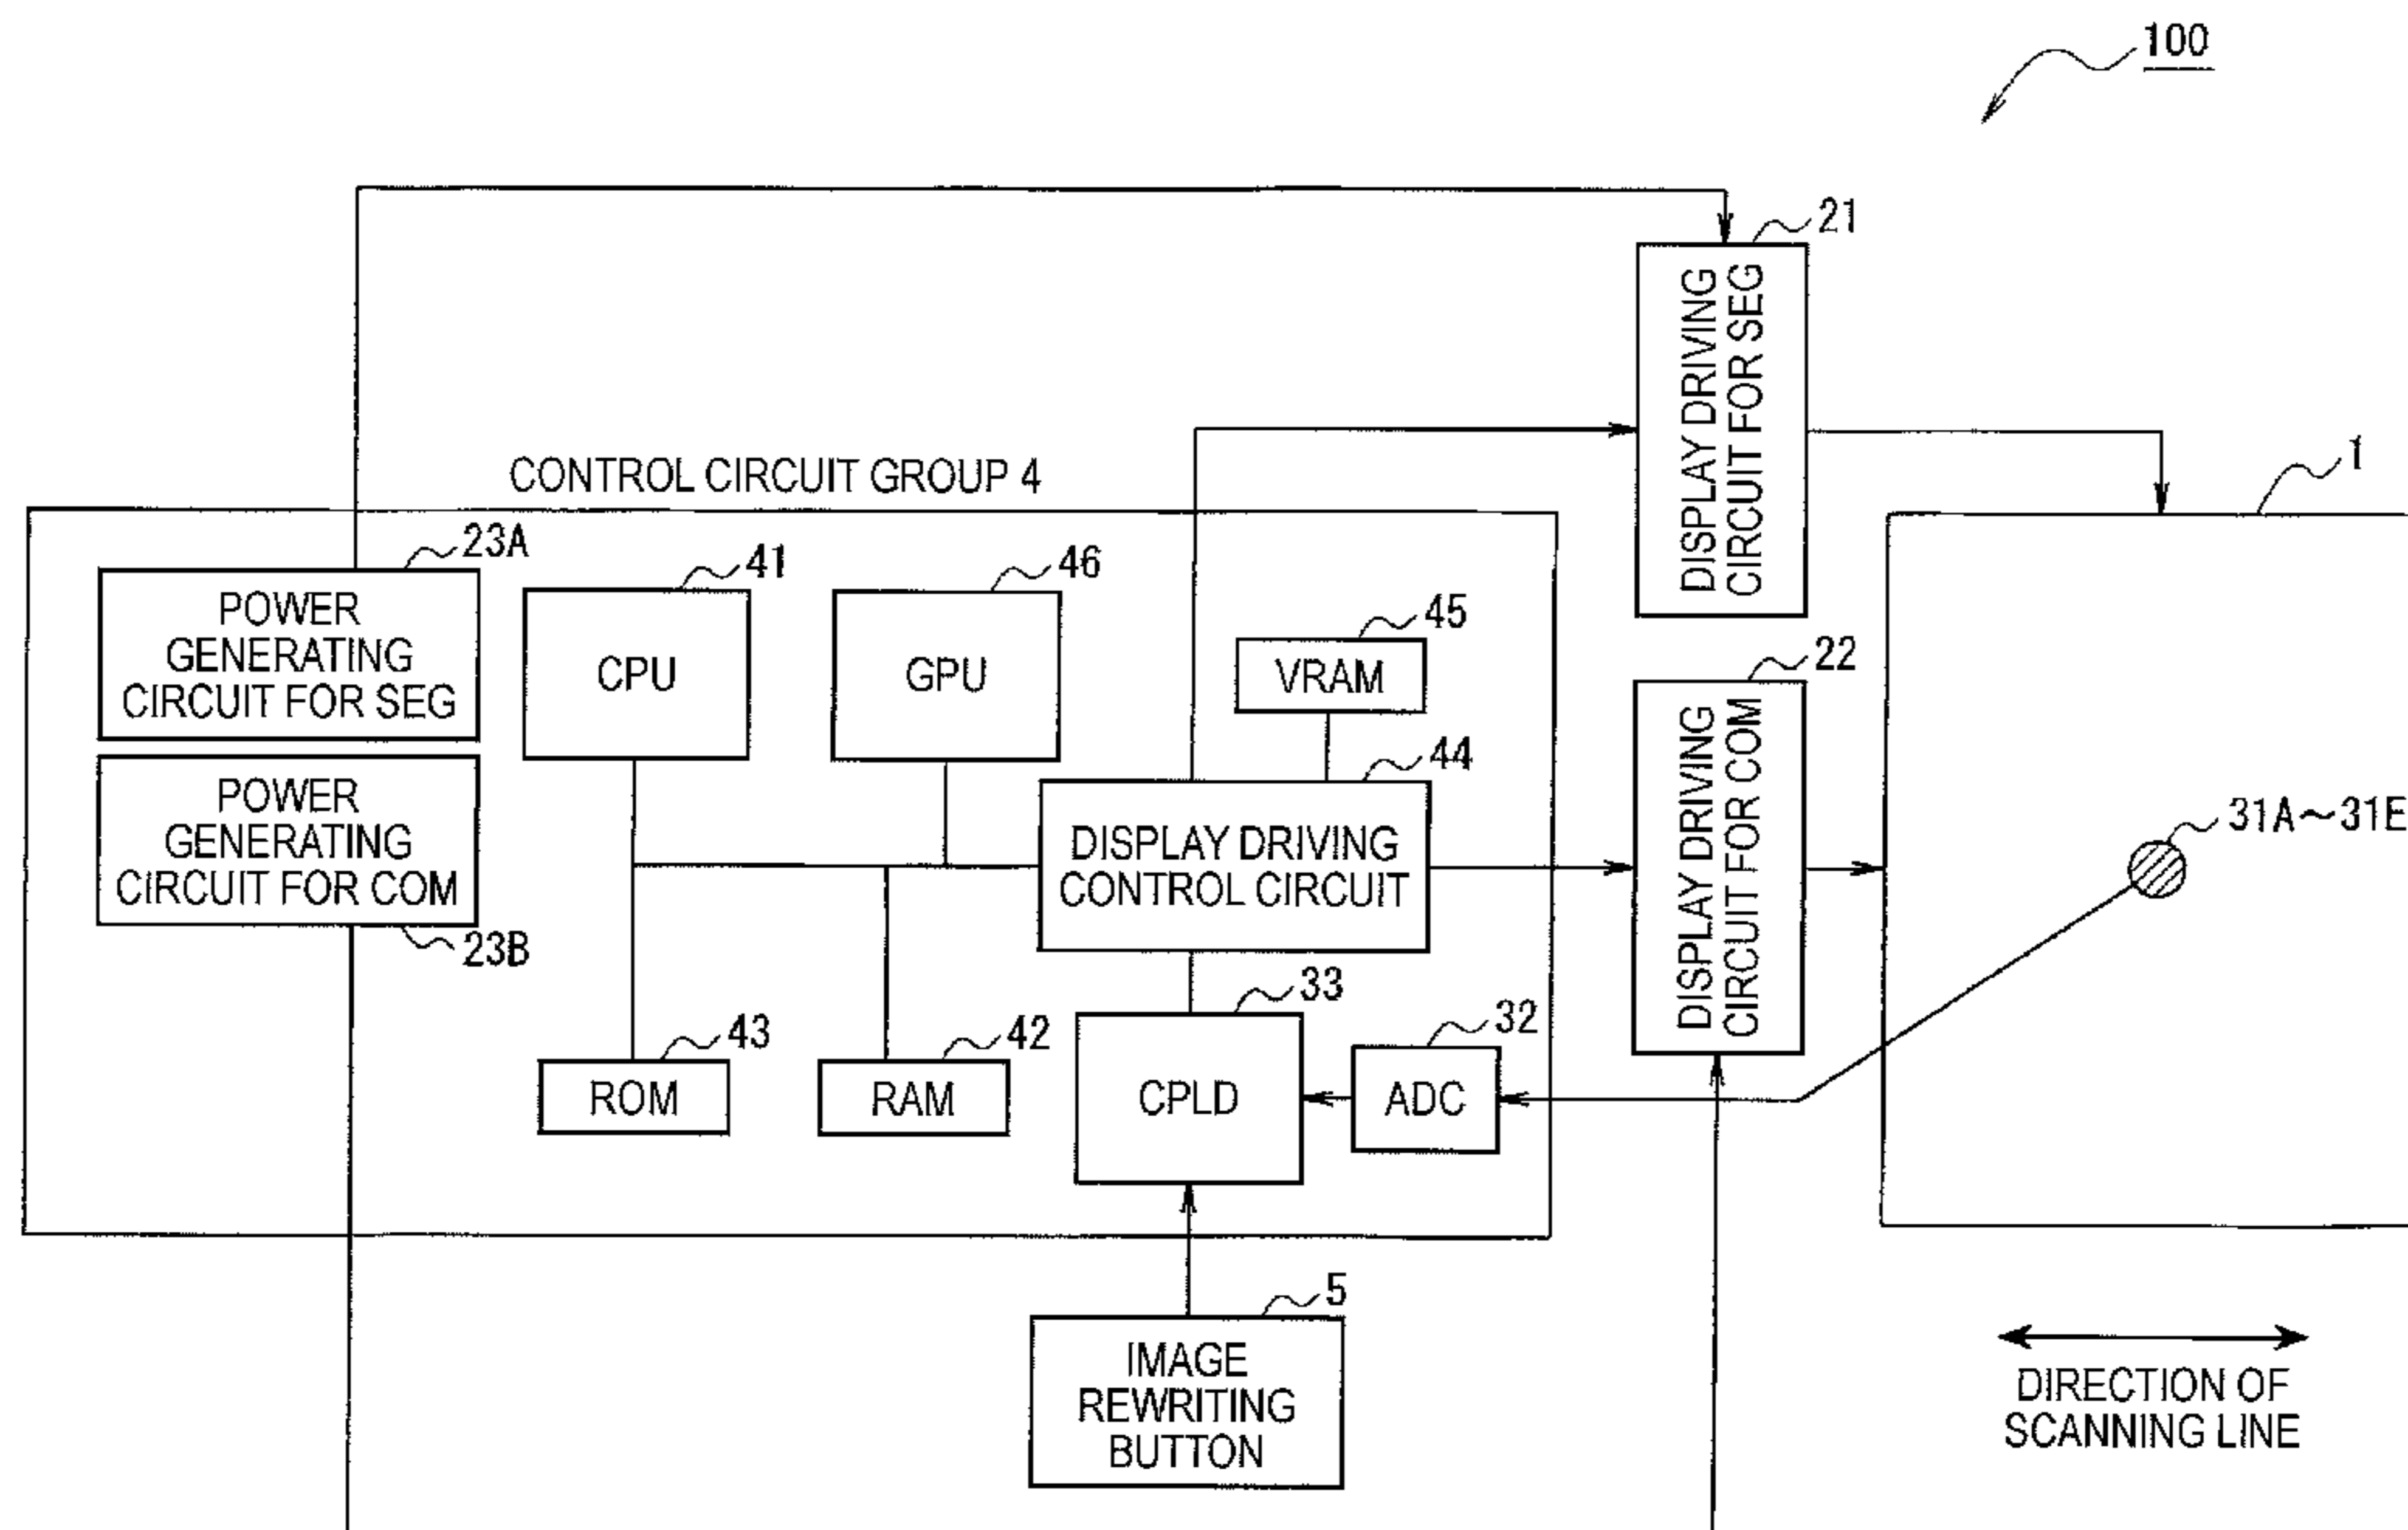 100
21
DISPLAY DRIVING
CIRCUIT FOR SEG
1
CONTROL CIRCUIT GROUP 4
23A
41
46
POWER
GENERATING
CIRCUIT FOR SEG
CPU
GPU
45
VRAM
22
DISPLAY DRIVING
CIRCUIT FOR COM
44
POWER
GENERATING
CIRCUIT FOR COM
23B
DISPLAY DRIVING
CONTROL CIRCUIT
31A~31E
33
32
43
42
ROM
RAM
CPLD
ADC
5
IMAGE
REWRITING
BUTTON
DIRECTION OF
SCANNING LINE